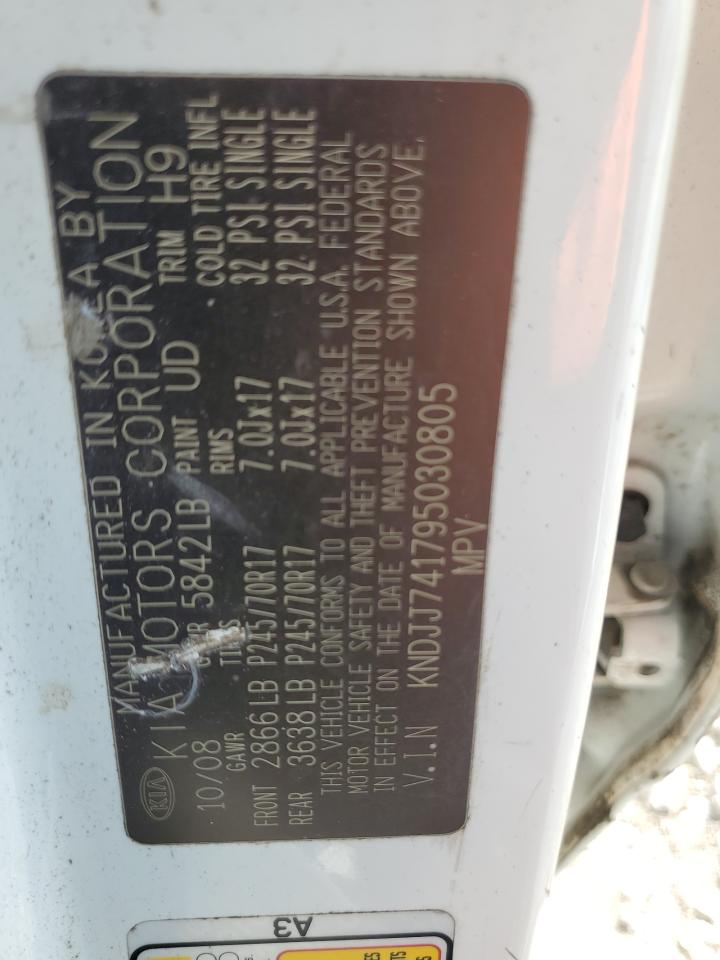 MANUFACTURED IN KOREA BY
KIA KIA MOTORS CORPORATION
10/08 GVWR 5842LB PAINT UD TRIM H9
GAWR TIRES RIMS COLD TIRE INFL
FRONT 2866LB P245/70R17 7.0Jx17 32 PSI SINGLE
REAR 3638LB P245/70R17 7.0Jx17 32 PSI SINGLE
THIS VEHICLE CONFORMS TO ALL APPLICABLE U.S.A. FEDERAL
MOTOR VEHICLE SAFETY AND THEFT PREVENTION STANDARDS
IN EFFECT ON THE DATE OF MANUFACTURE SHOWN ABOVE.
V.I.N KNDJJ741795030805
MPV
A3